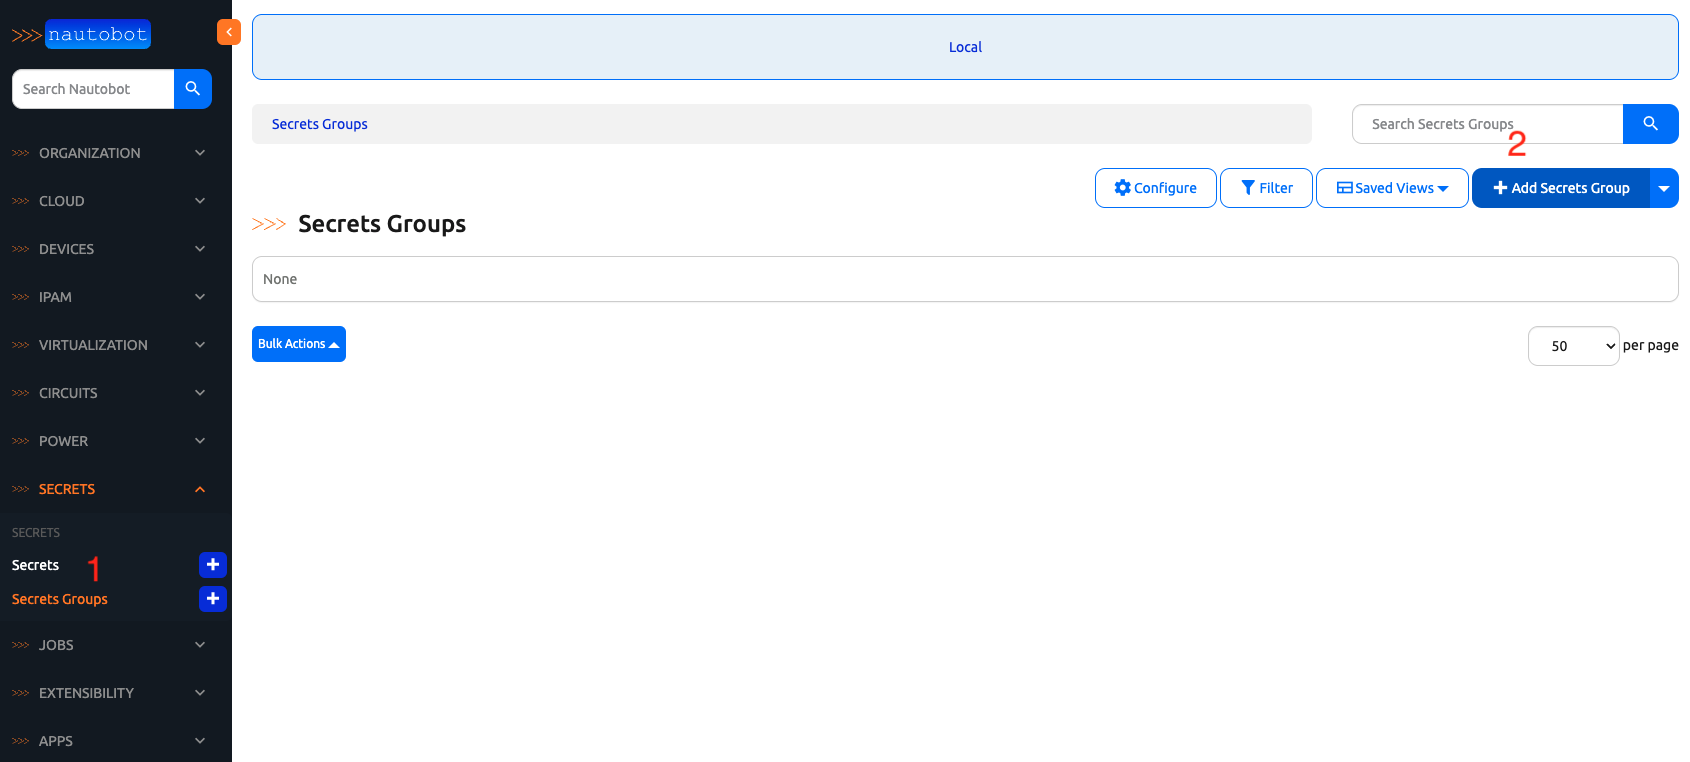 >>> nautobot
Search Nautobot
>>> ORGANIZATION
>>> CLOUD
>>> DEVICES
>>> IPAM
>>> VIRTUALIZATION
>>> CIRCUITS
>>> POWER
>>> SECRETS
SECRETS
Secrets 1
Secrets Groups
>>> JOBS
>>> EXTENSIBILITY
>>> APPS
Local
Secrets Groups
Search Secrets Groups
2
Configure Filter Saved Views Add Secrets Group
>>> Secrets Groups
None
Bulk Actions
50 per page